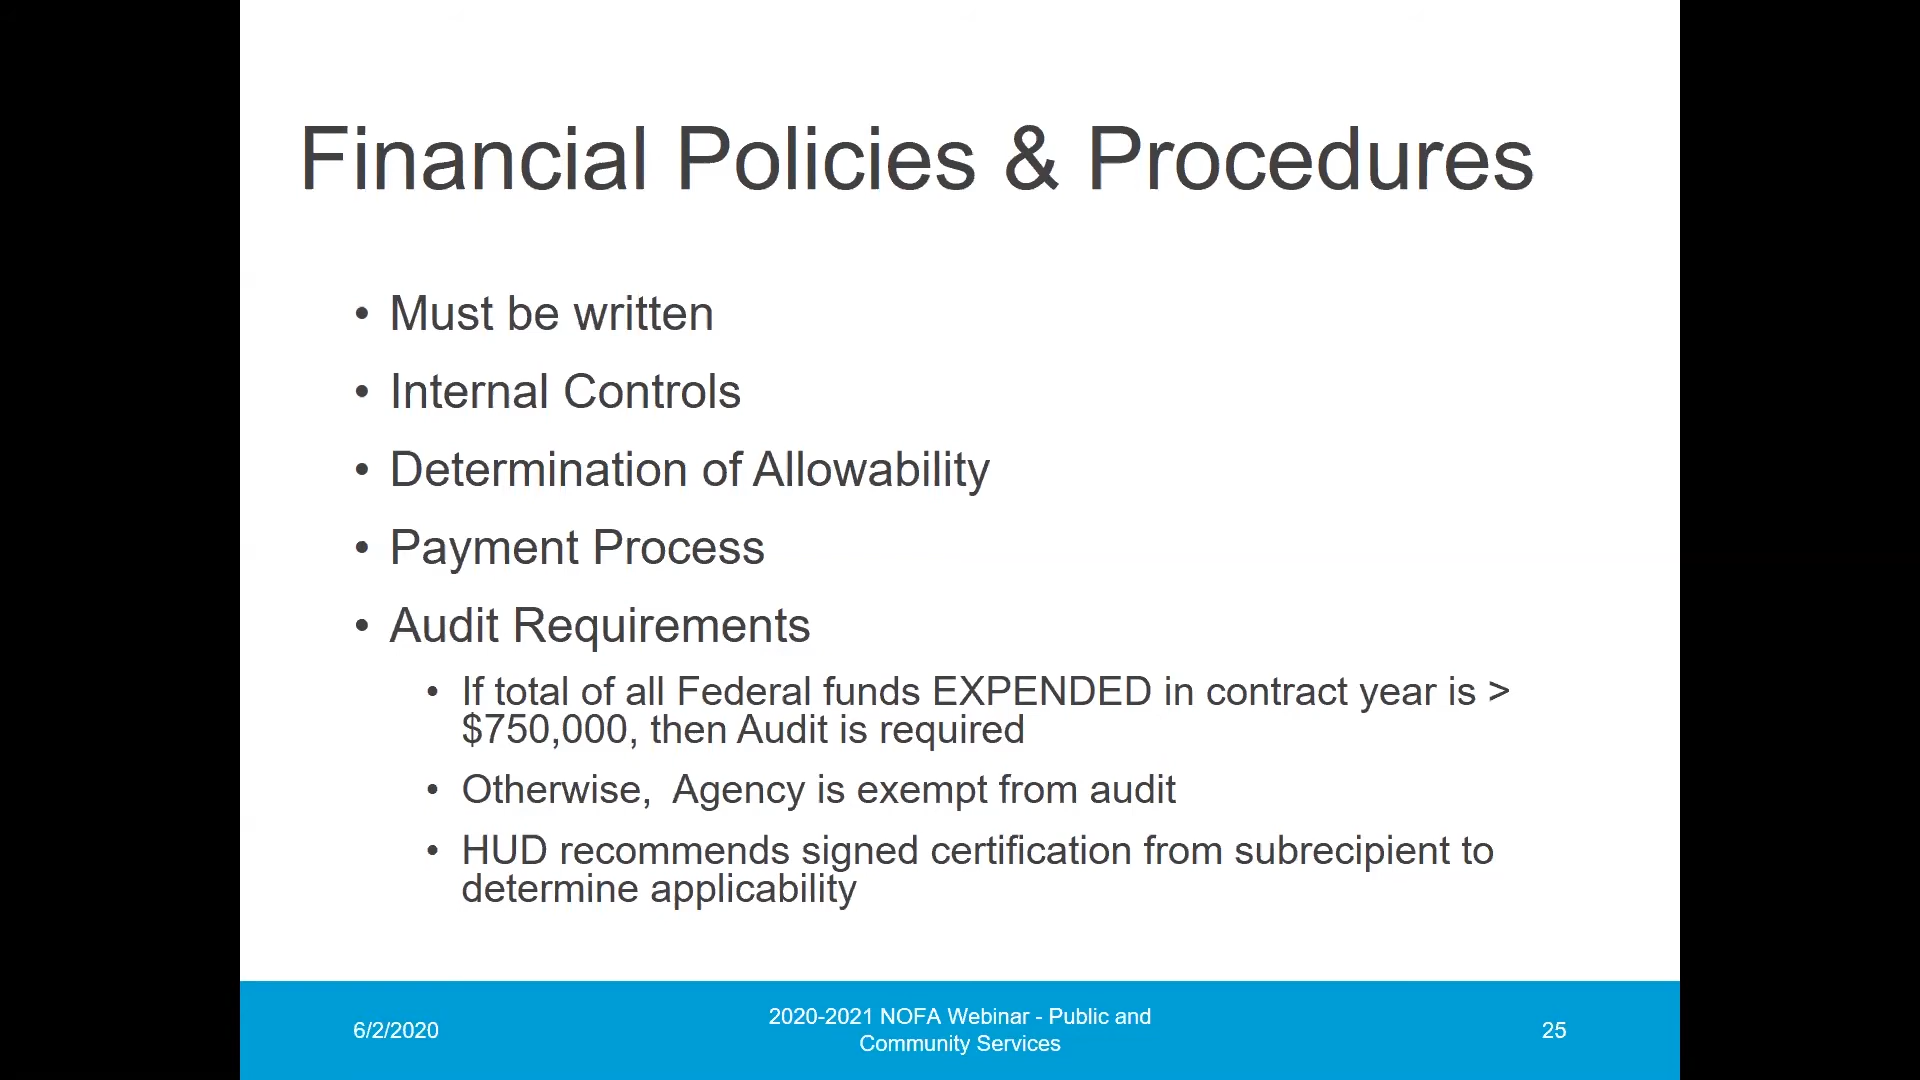 Financial Policies & Procedures
• Must be written
• Internal Controls
• Determination of Allowability
• Payment Process
• Audit Requirements
• If total of all Federal funds EXPENDED in contract year is >
$750,000, then Audit is required
• Otherwise,  Agency is exempt from audit
• HUD recommends signed certification from subrecipient to
determine applicability
6/2/2020
2020-2021 NOFA Webinar - Public and
Community Services
25